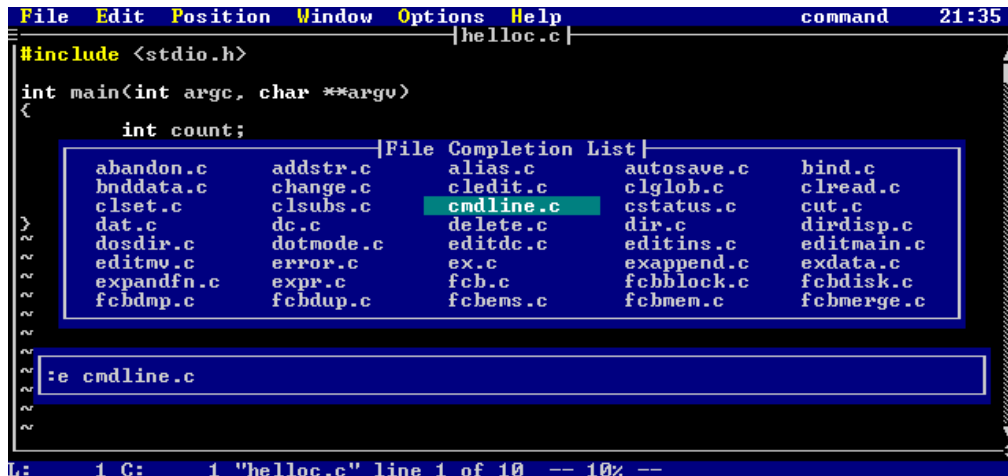 File Edit Position Window Options Help command 21:35
helloc.c
#include <stdio.h>
int main(int argc, char **argv)
{
int count;
File Completion List
abandon.c addstr.c alias.c autosave.c bind.c
bnddata.c change.c cledit.c clglob.c clread.c
clset.c clsubs.c cmdline.c cstatus.c cut.c
} dat.c dc.c delete.c dir.c dirdisp.c
~ dosdir.c dotmode.c editdc.c editins.c editmain.c
~ editmv.c error.c ex.c exappend.c exdata.c
~ expandfn.c expr.c fcb.c fcbblock.c fcbdisk.c
~ fcbdmp.c fcbdup.c fcbems.c fcbmem.c fcbmerge.c
~
~
~
~ :e cmdline.c
~
~
~
L: 1 C: 1 "helloc.c" line 1 of 10 -- 10% --